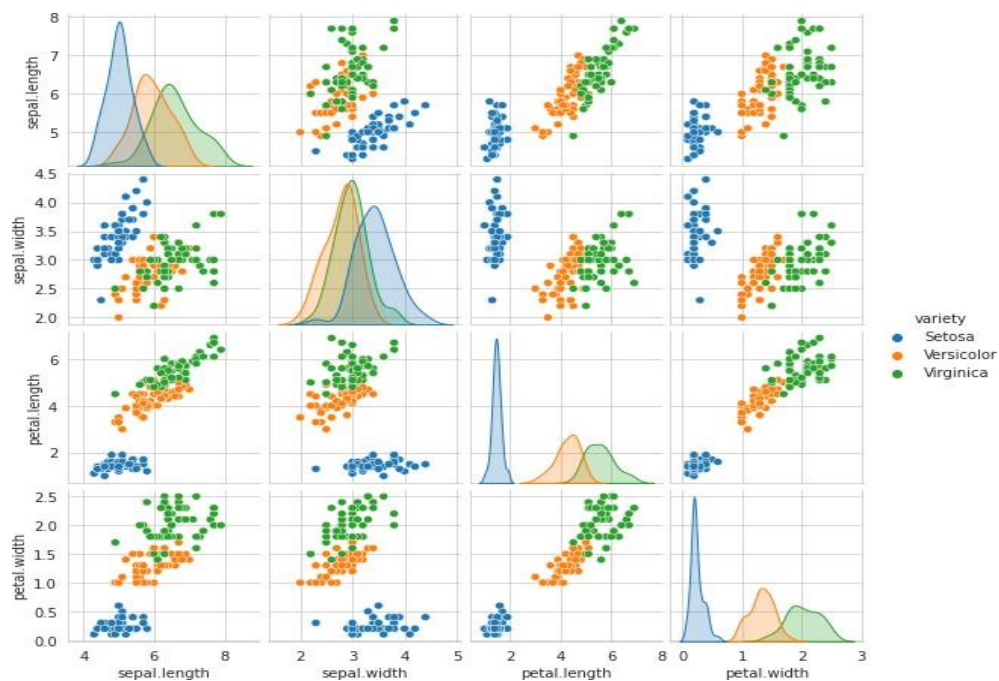 8
7
6
5
sepal.length
4.5
4.0
3.5
3.0
2.5
2.0
sepal.width
variety
Setosa
Versicolor
Virginica
6
4
2
petal.length
2.5
2.0
1.5
1.0
0.5
0.0
petal.width
4 6 8
2 3 4 5
2 4 6 8
0 1 2 3
sepal.length sepal.width petal.length petal.width